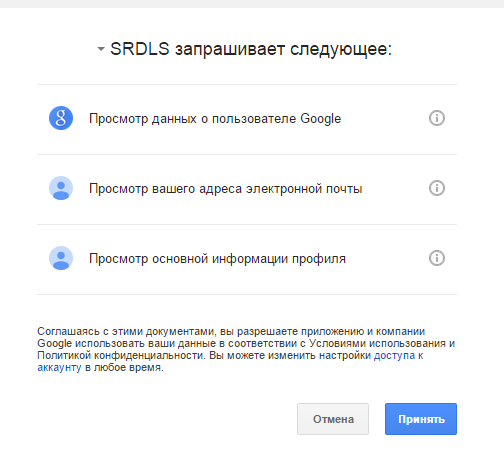 SRDLS запрашивает следующее:
Просмотр данных о пользователе Google
Просмотр вашего адреса электронной почты
Просмотр основной информации профиля
Соглашаясь с этими документами, вы разрешаете приложению и компании
Google использовать ваши данные в соответствии с Условиями использования и
Политикой конфиденциальности. Вы можете изменить настройки доступа к
аккаунту в любое время.
Отмена
Принять